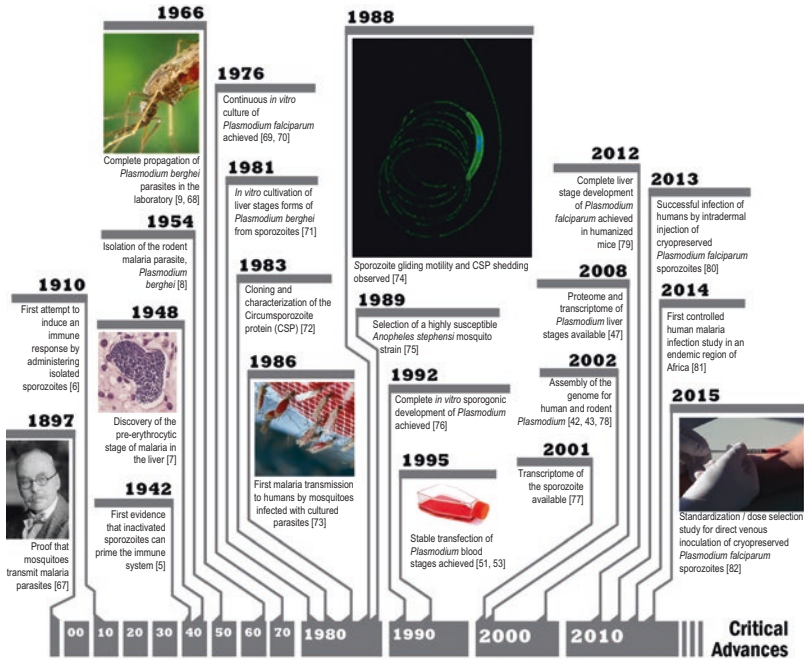 1966
Complete propagation of
Plasmodium berghei
parasites in the
laboratory [9, 68]
1954
Isolation of the rodent
malaria parasite,
Plasmodium
berghei [8]
1910
First attempt to
induce an
immune
response by
administering
isolated
sporozoites [6]
1948
Discovery of the
pre-erythrocytic
stage of malaria in
the liver [7]
1897
Proof that
mosquitoes
transmit malaria
parasites [67]
1942
First evidence
that inactivated
sporozoites can
prime the immune
system [5]
1976
Continuous in vitro
culture of
Plasmodium falciparum
achieved [69, 70]
1981
In vitro cultivation of
liver stages forms of
Plasmodium berghei
from sporozoites [71]
1983
Cloning and
characterization of the
Circumsporozoite
protein (CSP) [72]
1986
First malaria transmission
to humans by mosquitoes
infected with cultured
parasites [73]
1988
Sporozoite gliding motility and CSP shedding
observed [74]
1989
Selection of a highly susceptible
Anopheles stephensi mosquito
strain [75]
1992
Complete in vitro sporogonic
development of Plasmodium
achieved [76]
1995
Stable transfection of
Plasmodium blood
stages achieved [51, 53]
2012
Complete liver
stage development
of Plasmodium
falciparum achieved
in humanized
mice [79]
2008
Proteome and
transcriptome of
Plasmodium liver
stages available [47]
2002
Assembly of the
genome for
human and rodent
Plasmodium [42, 43, 78]
2001
Transcriptome of
the sporozoite
available [77]
2013
Successful infection of
humans by intradermal
injection of
cryopreserved
Plasmodium falciparum
sporozoites [80]
2014
First controlled
human malaria
infection study in an
endemic region of
Africa [81]
2015
Standardization / dose selection
study for direct venous
inoculation of cryopreserved
Plasmodium falciparum
sporozoites [82]
00 10 20 30 40 50 60 70 1980 1990 2000 2010
Critical
Advances